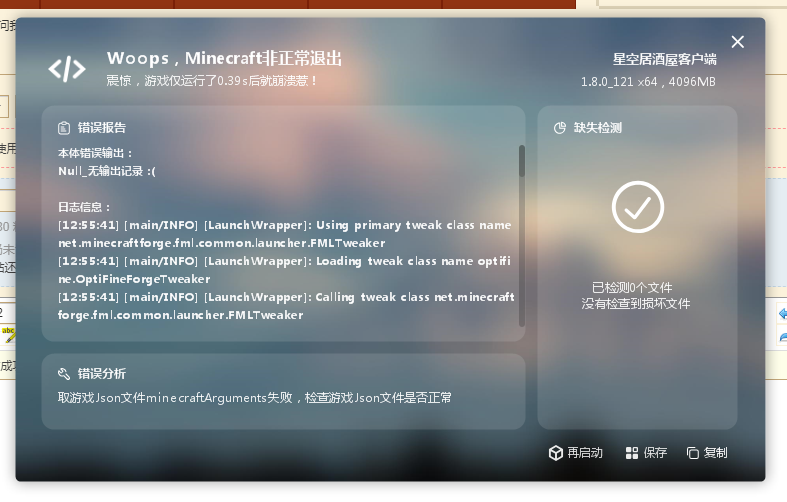 Woops，Minecraft非正常退出
震惊，游戏仅运行了0.39s后就崩溃惹！
星空居酒屋客户端
1.8.0_121 x64，4096MB
错误报告
本体错误输出：
Null_无输出记录 :(
日志信息：
[12:55:41] [main/INFO] [LaunchWrapper]: Using primary tweak class name
net.minecraftforge.fml.common.launcher.FMLTweaker
[12:55:41] [main/INFO] [LaunchWrapper]: Loading tweak class name optifi
ne.OptiFineForgeTweaker
[12:55:41] [main/INFO] [LaunchWrapper]: Calling tweak class net.minecraft
forge.fml.common.launcher.FMLTweaker
缺失检测
已检测0个文件
没有检查到损坏文件
错误分析
取游戏Json文件minecraftArguments失败，检查游戏Json文件是否正常
再启动
保存
复制